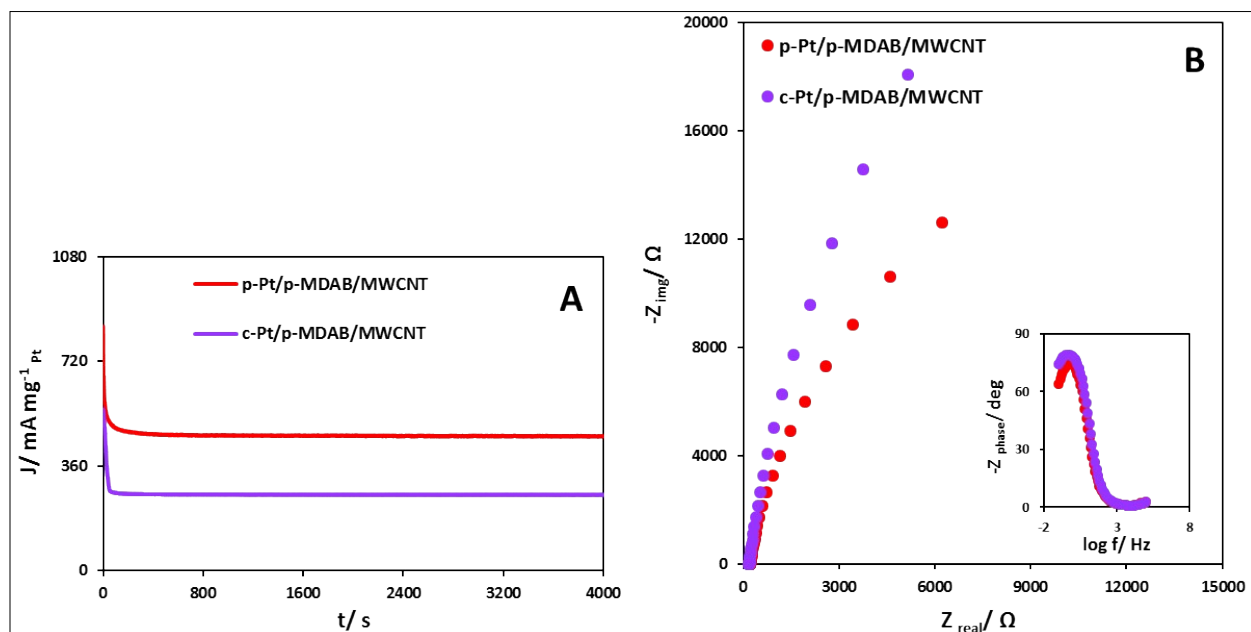 A
p-Pt/p-MDAB/MWCNT
c-Pt/p-MDAB/MWCNT
J/ mA mg⁻¹ Pt
1080
720
360
0
0 800 1600 2400 3200 4000
t/ s
B
p-Pt/p-MDAB/MWCNT
c-Pt/p-MDAB/MWCNT
-Z img/ Ω
20000
16000
12000
8000
4000
0
0 3000 6000 9000 12000 15000
Z real/ Ω
-Z phase/ deg
90
60
30
0
-2 3 8
log f/ Hz